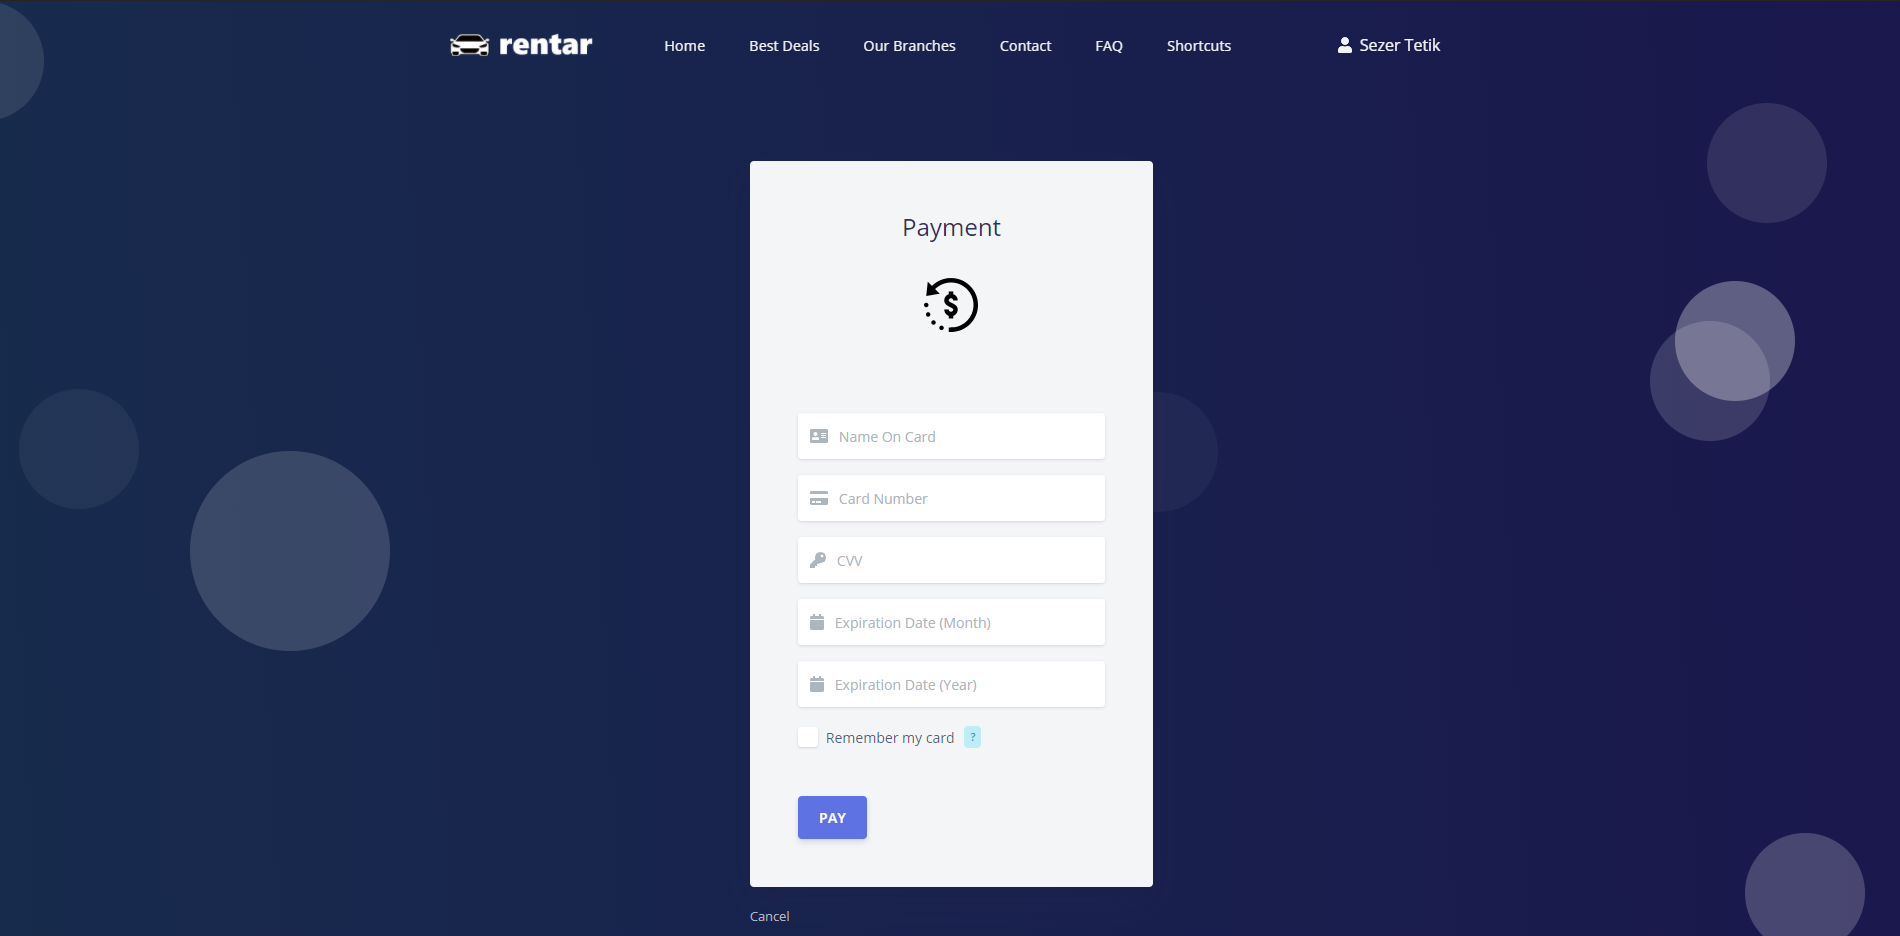 rentar Home Best Deals Our Branches Contact FAQ Shortcuts Sezer Tetik
Payment
$
Name On Card
Card Number
CVV
Expiration Date (Month)
Expiration Date (Year)
Remember my card ?
PAY
Cancel